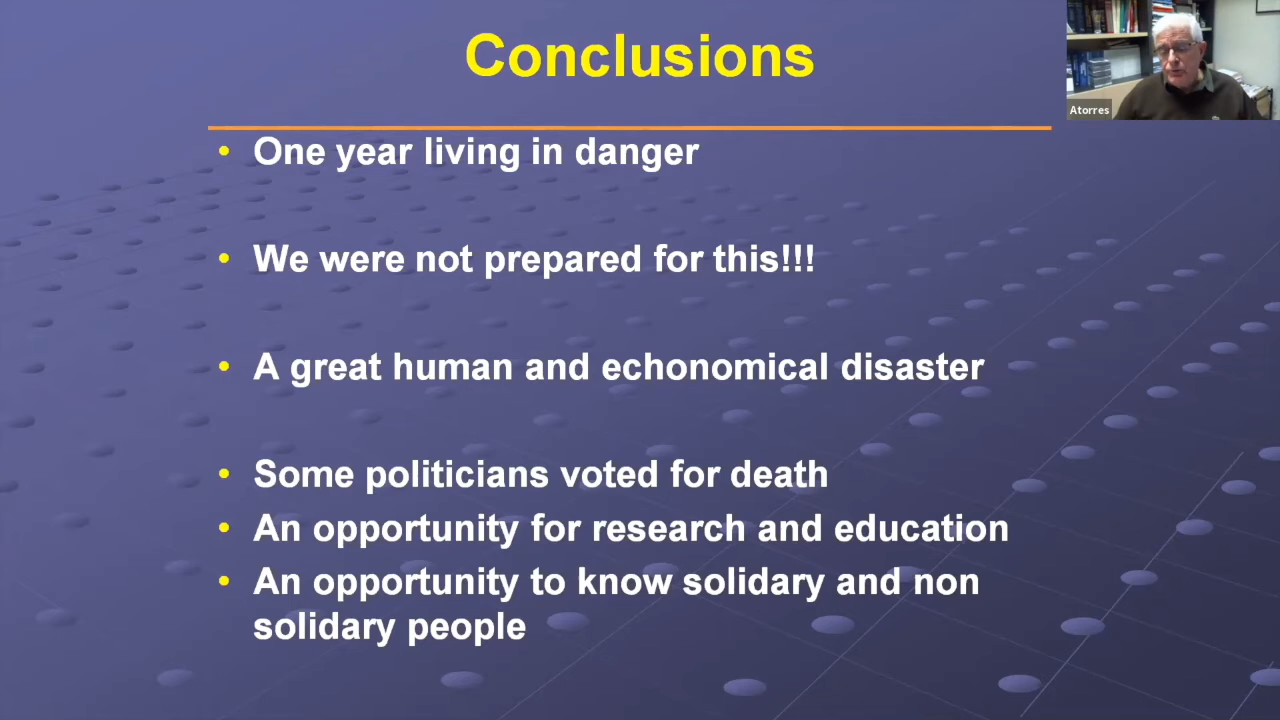 Conclusions
Atorres
• One year living in danger
• We were not prepared for this!!!
• A great human and echonomical disaster
• Some politicians voted for death
• An opportunity for research and education
• An opportunity to know solidary and non
solidary people